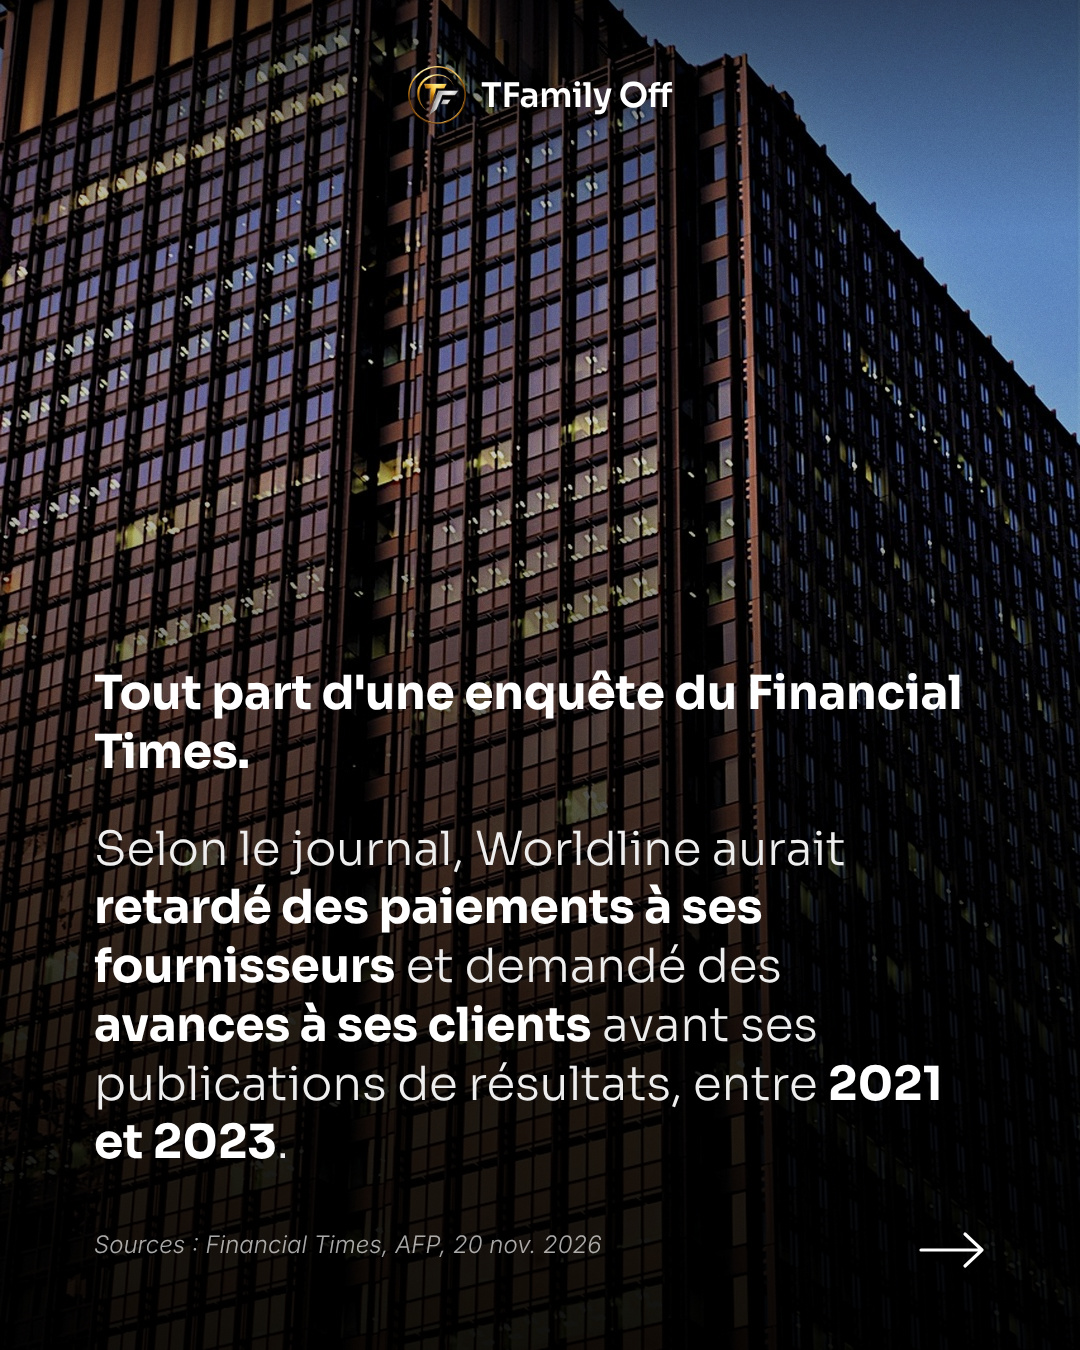 TFamily Off
Tout part d'une enquête du Financial
Times.
Selon le journal, Worldline aurait
retardé des paiements à ses
fournisseurs et demandé des
avances à ses clients avant ses
publications de résultats, entre 2021
et 2023.
Sources : Financial Times, AFP, 20 nov. 2026